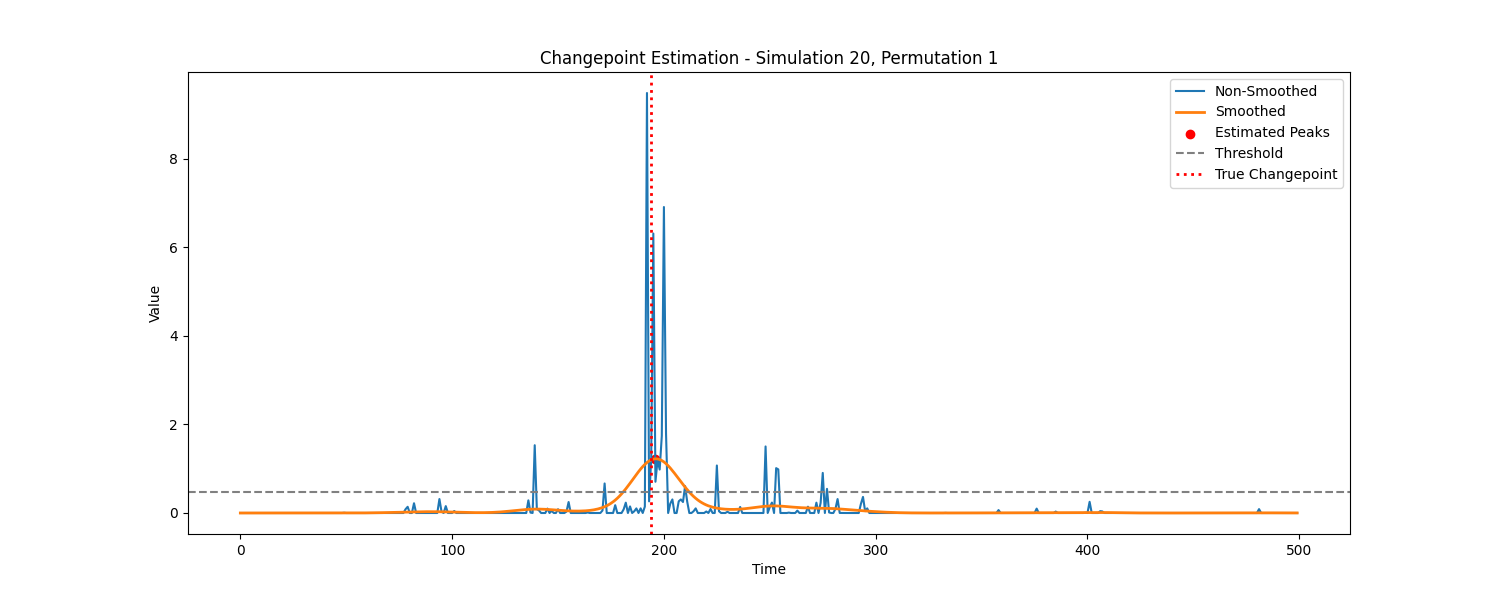 Changepoint Estimation - Simulation 20, Permutation 1
Non-Smoothed
Smoothed
Estimated Peaks
Threshold
True Changepoint
Value
8
6
4
2
0
0 100 200 300 400 500
Time